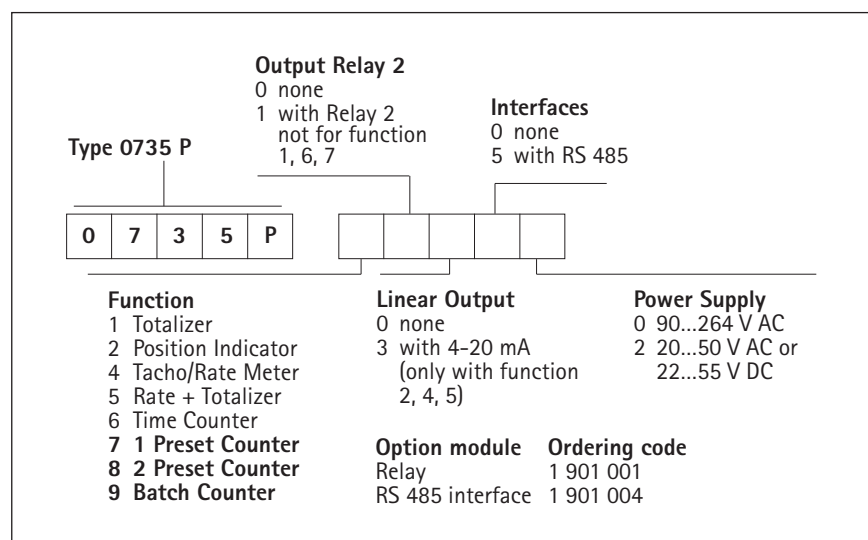 Output Relay 2
0 none
1 with Relay 2
not for function
1, 6, 7
Interfaces
0 none
5 with RS 485
Type 0735 P
0 7 3 5 P
Function
1 Totalizer
2 Position Indicator
4 Tacho/Rate Meter
5 Rate + Totalizer
6 Time Counter
7 1 Preset Counter
8 2 Preset Counter
9 Batch Counter
Linear Output
0 none
3 with 4-20 mA
(only with function
2, 4, 5)
Power Supply
0 90...264 V AC
2 20...50 V AC or
22...55 V DC
Option module Ordering code
Relay 1 901 001
RS 485 interface 1 901 004